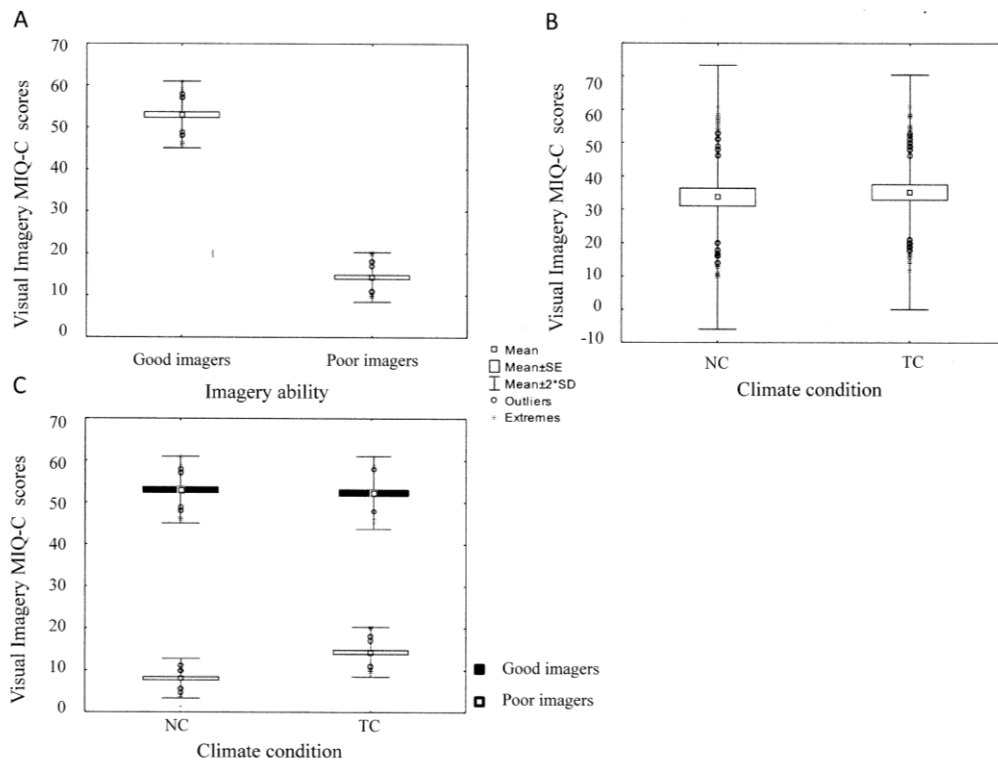 A
Visual Imagery MIQ-C scores
70
60
50
40
30
20
10
0
Good imagers
Poor imagers
Imagery ability
B
Visual Imagery MIQ-C scores
70
60
50
40
30
20
10
0
-10
NC
TC
Climate condition
Mean
Mean±SE
Mean±2*SD
Outliers
Extremes
C
Visual Imagery MIQ-C scores
70
60
50
40
30
20
10
0
NC
TC
Climate condition
Good imagers
Poor imagers